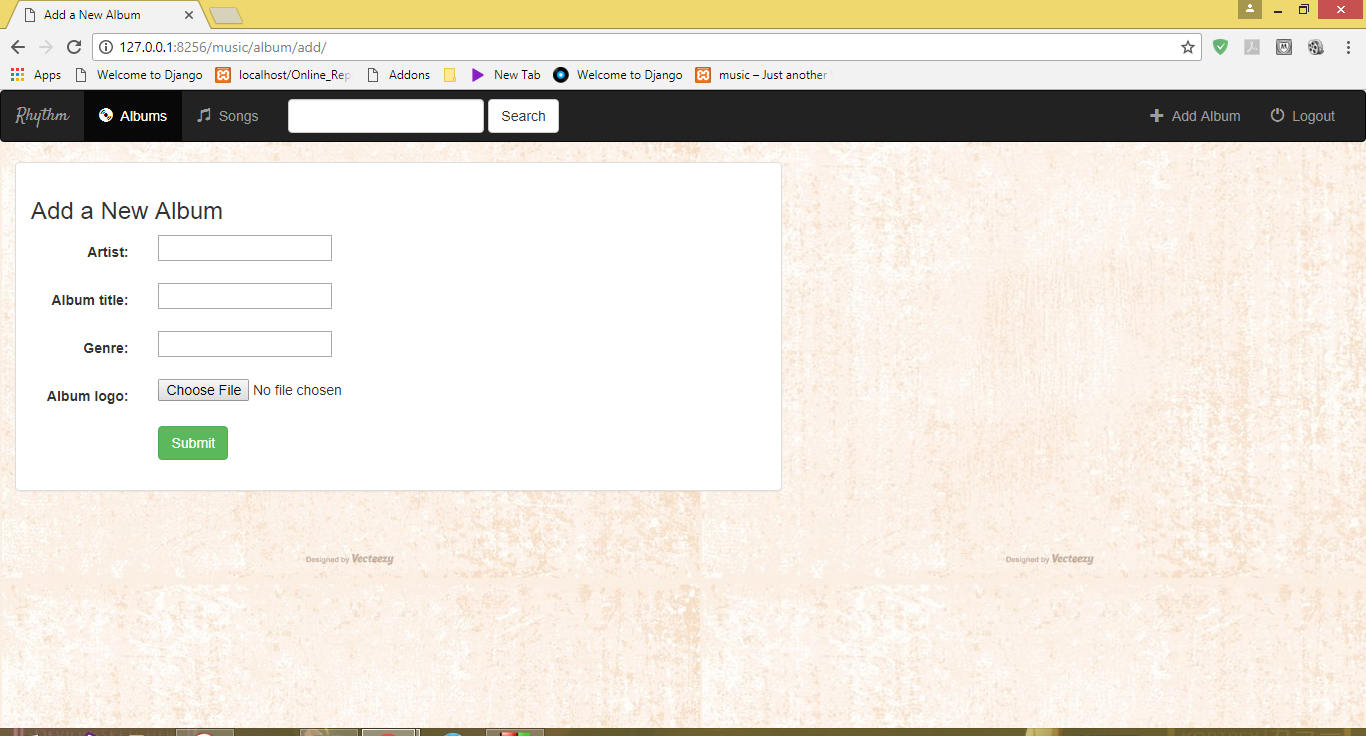 Add a New Album
127.0.0.1:8256/music/album/add/
Apps Welcome to Django localhost/Online_Rep Addons New Tab Welcome to Django music – Just another
Rhythm Albums Songs Search Add Album Logout
Add a New Album
Artist:
Album title:
Genre:
Album logo: Choose File No file chosen
Submit
Designed by Vecteezy Designed by Vecteezy